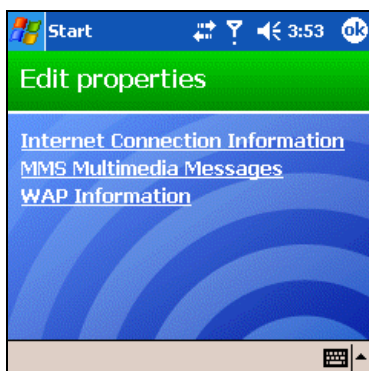 Start 3:53 ok
Edit properties
Internet Connection Information
MMS Multimedia Messages
WAP Information